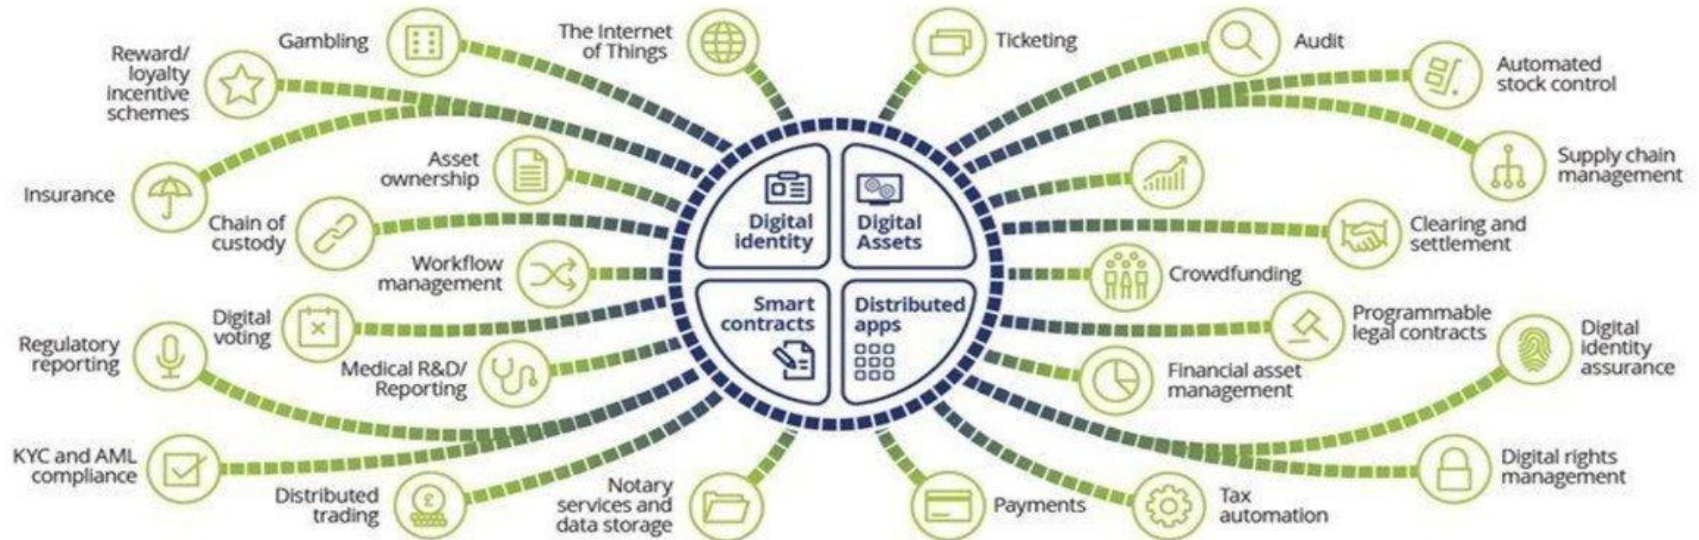 Gambling
The Internet
of Things
Ticketing
Audit
Reward/
loyalty
incentive
schemes
Automated
stock control
Asset
ownership
Supply chain
management
Insurance
Chain of
custody
Digital
identity
Digital
Assets
Clearing and
settlement
Workflow
management
Crowdfunding
Digital
voting
Smart
contracts
Distributed
apps
Programmable
legal contracts
Regulatory
reporting
Digital
identity
assurance
Medical R&D/
Reporting
Financial asset
management
KYC and AML
compliance
Distributed
trading
£
Notary
services and
data storage
Payments
Tax
automation
Digital rights
management